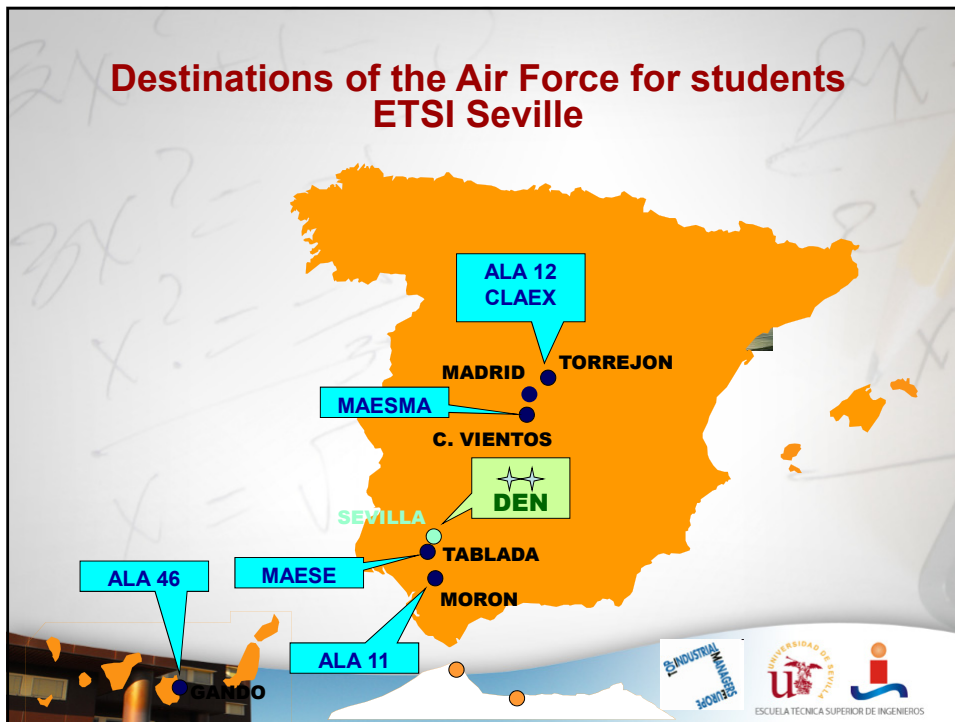 Destinations of the Air Force for students
ETSI Seville
ALA 12
CLAEX
TORREJON
MADRID
MAESMA
C. VIENTOS
DEN
SEVILLA
TABLADA
MAESE
ALA 46
MORON
ALA 11
GANDO
TOP INDUSTRIAL MANAGERS EUROPE
UNIVERSIDAD DE SEVILLA
ESCUELA TÉCNICA SUPERIOR DE INGENIEROS